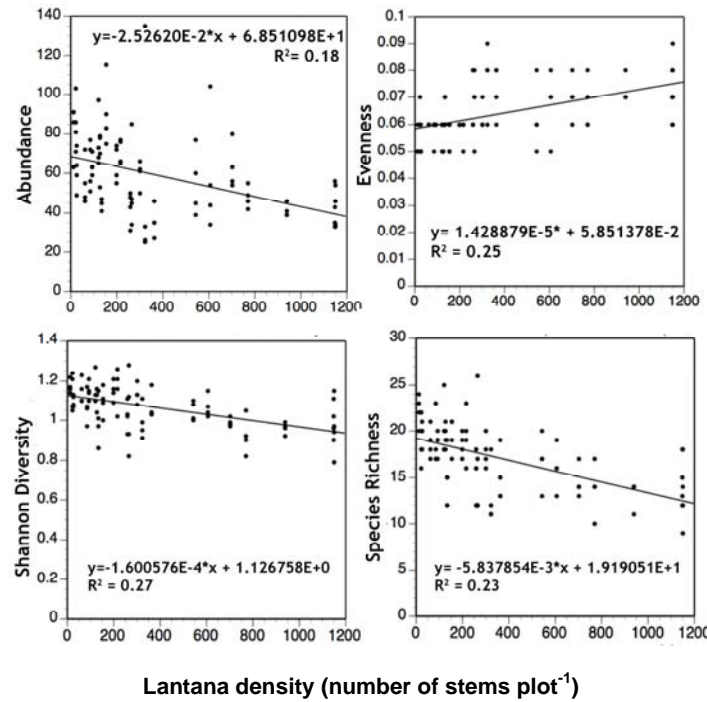 140
120
100
80
60
40
20
0
Abundance
y=-2.52620E-2*x + 6.851098E+1
R²= 0.18
0 200 400 600 800 1000 1200
0.1
0.09
0.08
0.07
0.06
0.05
0.04
0.03
0.02
0.01
0
Evenness
y= 1.428879E-5* + 5.851378E-2
R² = 0.25
0 200 400 600 800 1000 1200
1.4
1.2
1
0.8
0.6
0.4
0.2
0
Shannon Diversity
y=-1.600576E-4*x + 1.126758E+0
R² = 0.27
0 200 400 600 800 1000 1200
30
25
20
15
10
5
0
Species Richness
y= -5.837854E-3*x + 1.919051E+1
R² = 0.23
0 200 400 600 800 1000 1200
Lantana density (number of stems plot⁻¹)